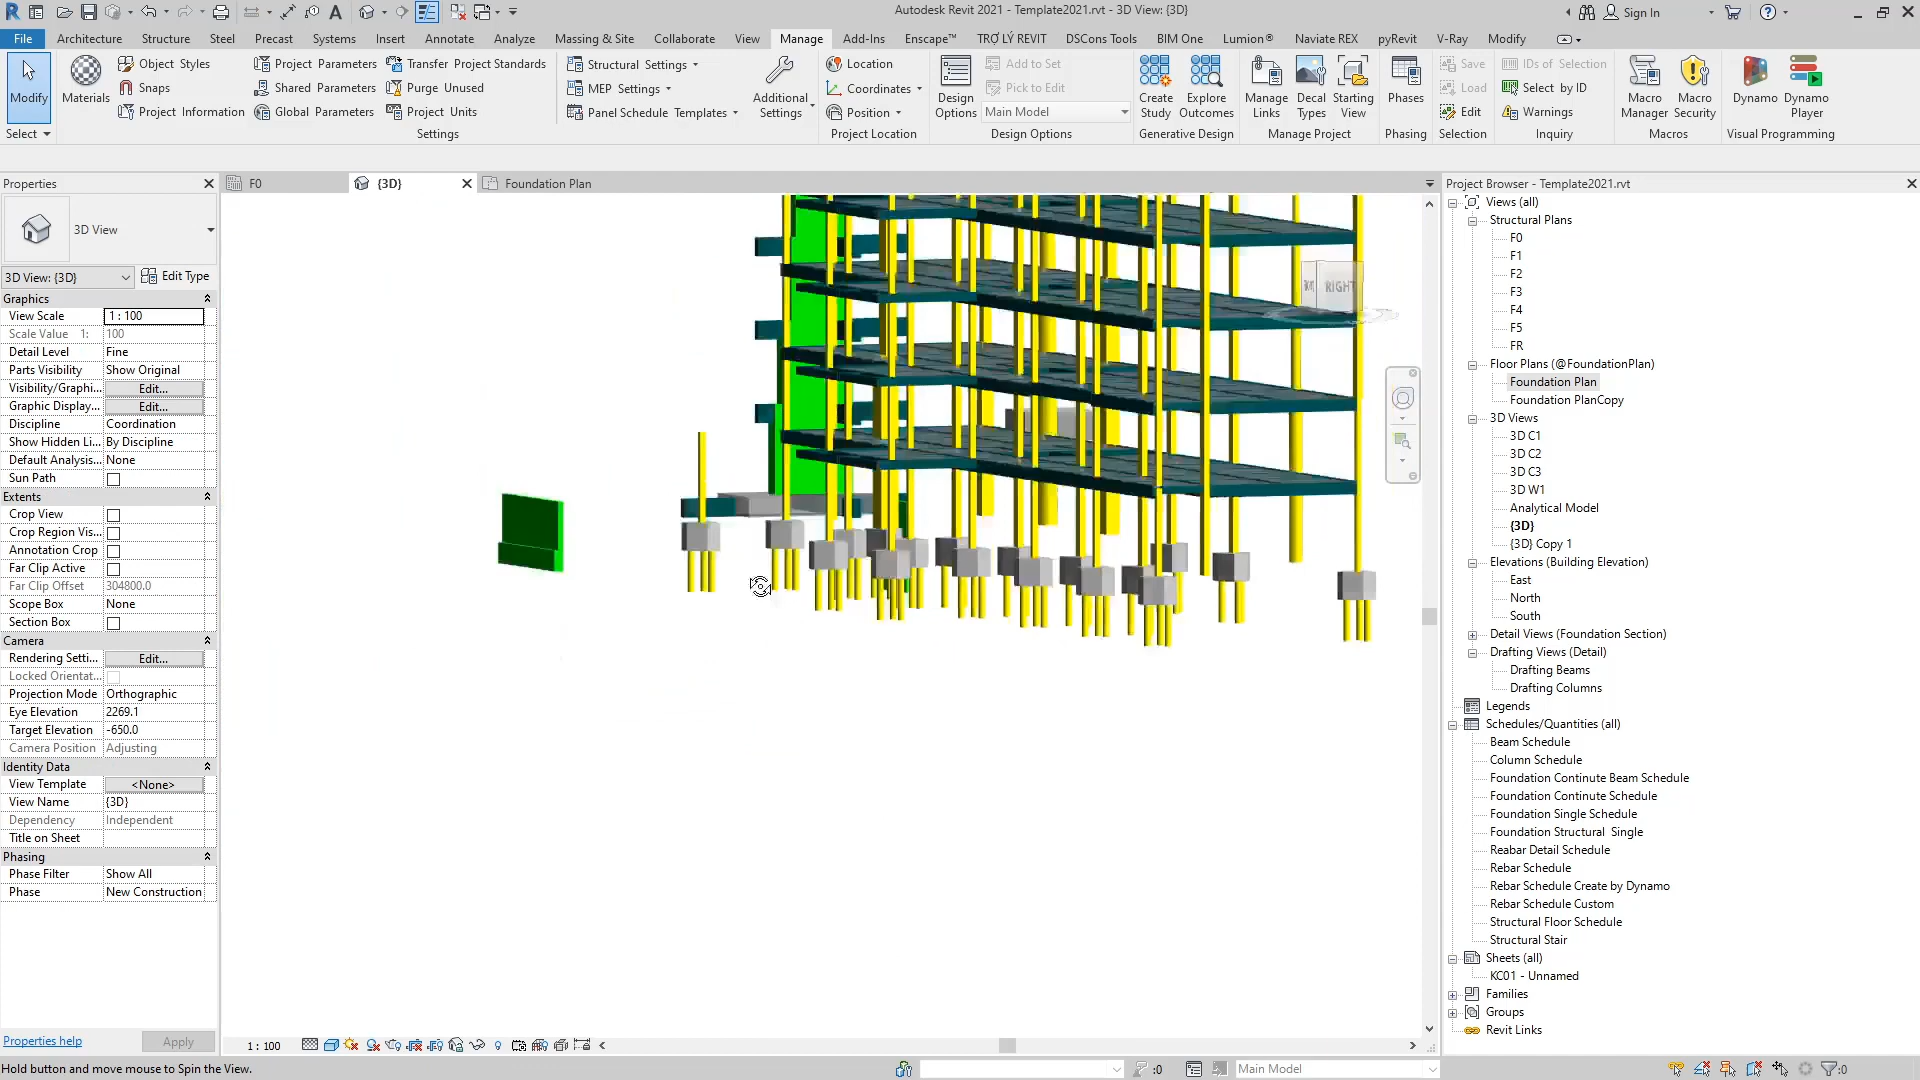 Autodesk Revit 2021 - Template2021.rvt - 3D View: {3D}
Sign In
File Architecture Structure Steel Precast Systems Insert Annotate Analyze Massing & Site Collaborate View Manage Add-Ins Enscape™ TRỢ LÝ REVIT DSCons Tools BIM One Lumion® Naviate REX pyRevit V-Ray Modify
Modify
Select
Materials
Object Styles
Snaps
Project Information
Project Parameters
Shared Parameters
Global Parameters
Transfer Project Standards
Purge Unused
Project Units
Settings
Structural Settings
MEP Settings
Panel Schedule Templates
Additional Settings
Location
Coordinates
Position
Project Location
Design Options
Add to Set
Pick to Edit
Main Model
Design Options
Create Study
Explore Outcomes
Generative Design
Manage Links
Decal Types
Starting View
Manage Project
Phases
Phasing
Save
Load
Edit
Selection
IDs of Selection
Select by ID
Warnings
Inquiry
Macro Manager
Macro Security
Macros
Dynamo
Dynamo Player
Visual Programming
Properties
3D View
3D View: {3D}
Edit Type
Graphics
View Scale 1 : 100
Scale Value 1: 100
Detail Level Fine
Parts Visibility Show Original
Visibility/Graphi... Edit...
Graphic Display... Edit...
Discipline Coordination
Show Hidden Li... By Discipline
Default Analysis... None
Sun Path
Extents
Crop View
Crop Region Vis...
Annotation Crop
Far Clip Active
Far Clip Offset 304800.0
Scope Box None
Section Box
Camera
Rendering Setti... Edit...
Locked Orientat...
Projection Mode Orthographic
Eye Elevation 2269.1
Target Elevation -650.0
Camera Position Adjusting
Identity Data
View Template <None>
View Name {3D}
Dependency Independent
Title on Sheet
Phasing
Phase Filter Show All
Phase New Construction
Properties help
Apply
F0
{3D}
Foundation Plan
RIGHT
1 : 100
Project Browser - Template2021.rvt
Views (all)
Structural Plans
F0
F1
F2
F3
F4
F5
FR
Floor Plans (@FoundationPlan)
Foundation Plan
Foundation PlanCopy
3D Views
3D C1
3D C2
3D C3
3D W1
Analytical Model
{3D}
{3D} Copy 1
Elevations (Building Elevation)
East
North
South
Detail Views (Foundation Section)
Drafting Views (Detail)
Drafting Beams
Drafting Columns
Legends
Schedules/Quantities (all)
Beam Schedule
Column Schedule
Foundation Continute Beam Schedule
Foundation Continute Schedule
Foundation Single Schedule
Foundation Structural Single
Reabar Detail Schedule
Rebar Schedule
Rebar Schedule Create by Dynamo
Rebar Schedule Custom
Structural Floor Schedule
Structural Stair
Sheets (all)
KC01 - Unnamed
Families
Groups
Revit Links
Hold button and move mouse to Spin the View.
:0
Main Model
:0